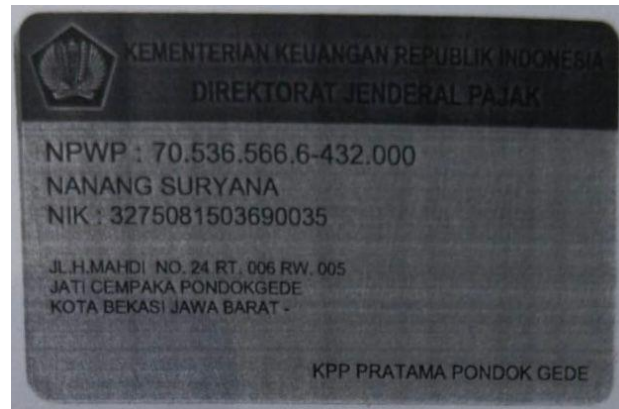 KEMENTERIAN KEUANGAN REPUBLIK INDONESIA
DIREKTORAT JENDERAL PAJAK
NPWP : 70.536.566.6-432.000
NANANG SURYANA
NIK : 3275081503690035
JL.H.MAHDI NO. 24 RT. 006 RW. 005
JATI CEMPAKA PONDOKGEDE
KOTA BEKASI JAWA BARAT -
KPP PRATAMA PONDOK GEDE